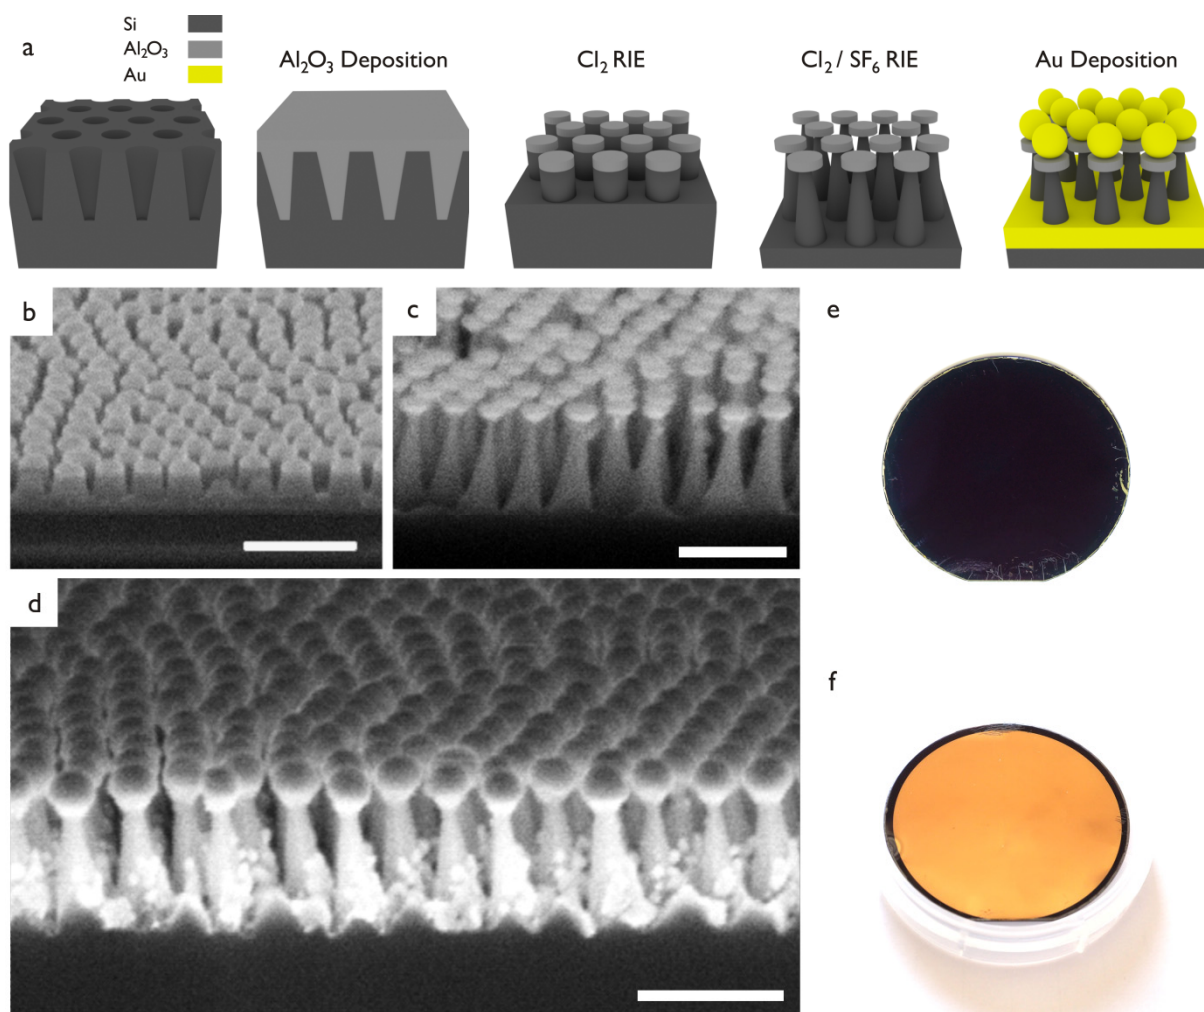 Si
a
Al₂O₃
Au
Al₂O₃ Deposition
Cl₂ RIE
Cl₂ / SF₆ RIE
Au Deposition
b
c
e
d
f